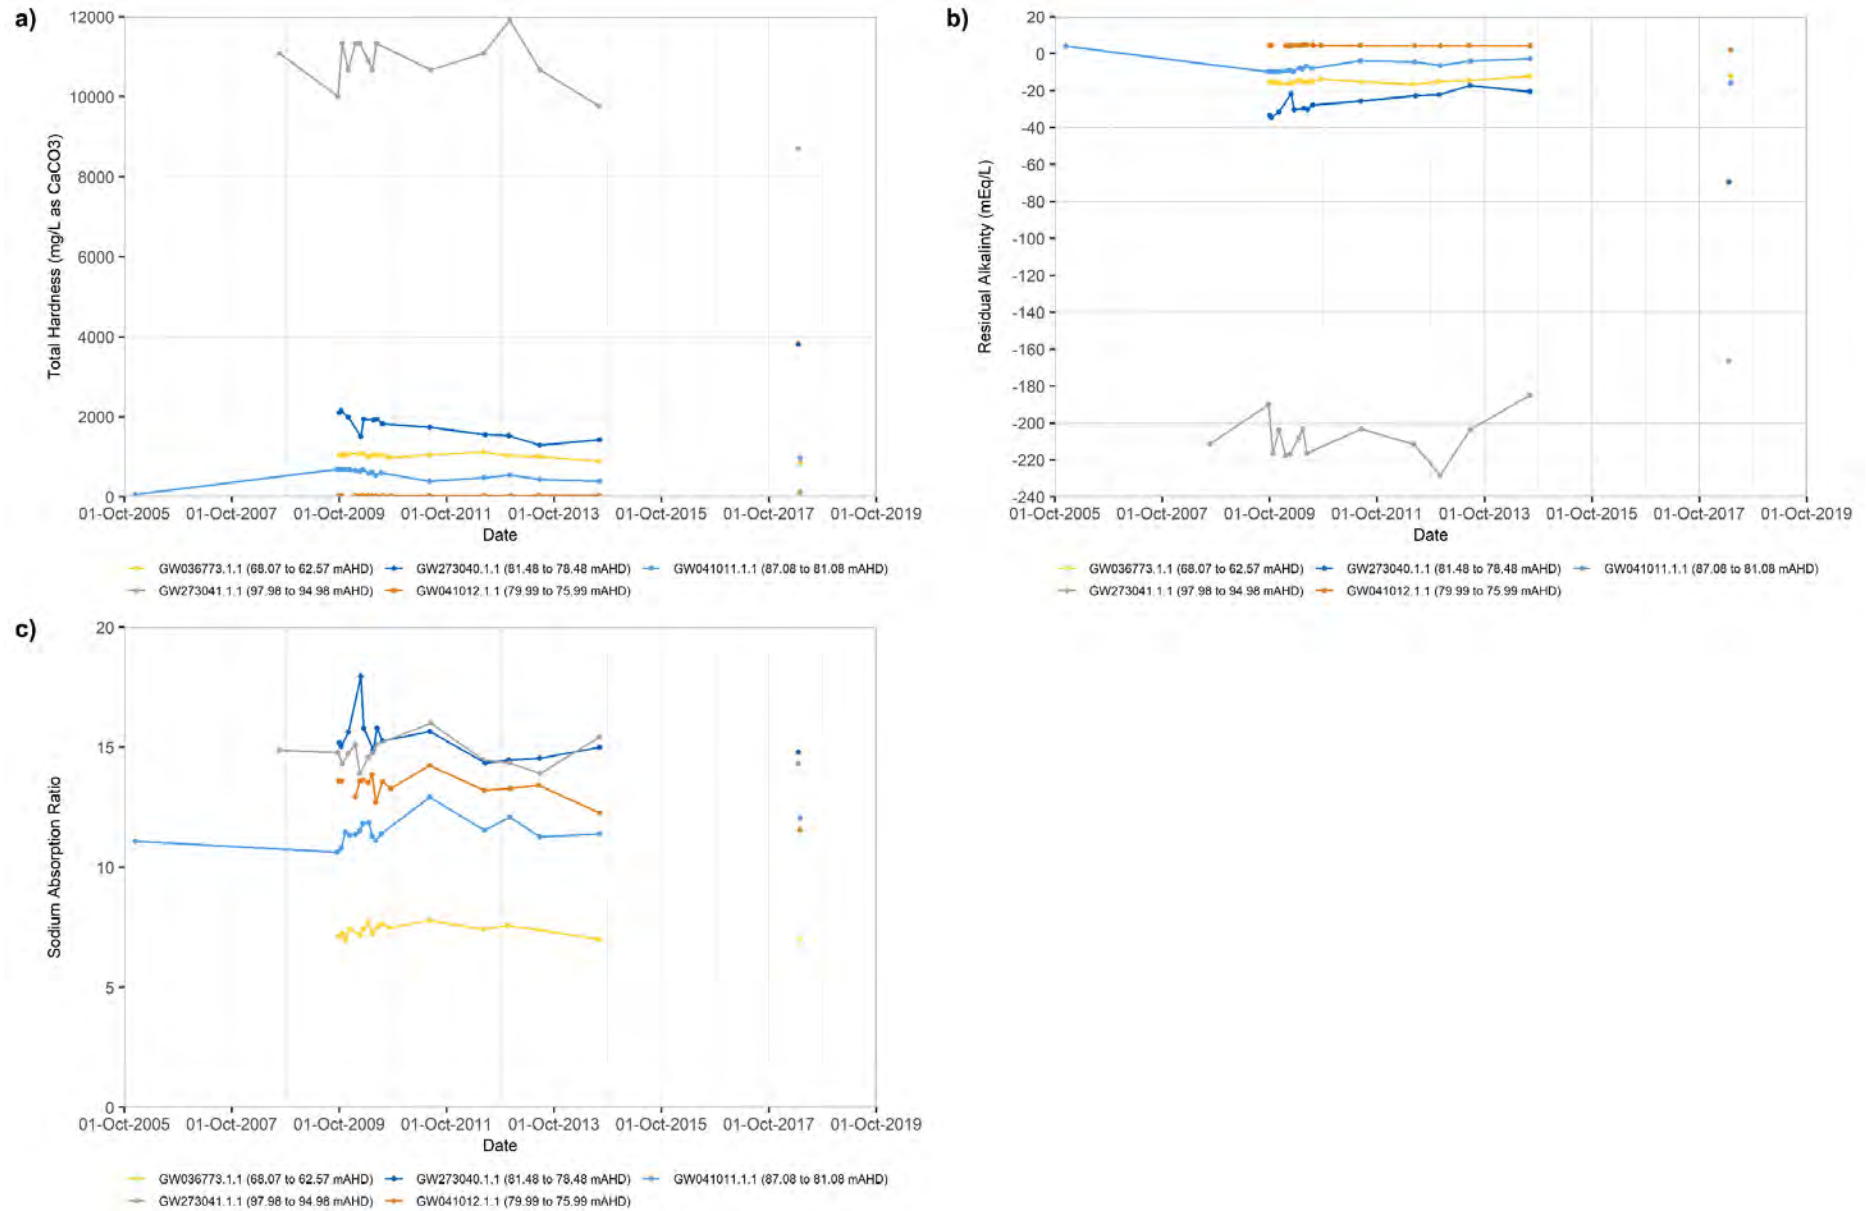 a)
12000
10000
8000
6000
4000
2000
0
Total Hardness (mg/L as CaCO3)
01-Oct-2005 01-Oct-2007 01-Oct-2009 01-Oct-2011 01-Oct-2013 01-Oct-2015 01-Oct-2017 01-Oct-2019
Date
GW036773.1.1 (68.07 to 62.57 mAHD) GW273040.1.1 (81.48 to 78.48 mAHD) GW041011.1.1 (87.08 to 81.08 mAHD)
GW273041.1.1 (97.98 to 94.98 mAHD) GW041012.1.1 (79.99 to 75.99 mAHD)
b)
20
0
-20
-40
-60
-80
-100
-120
-140
-160
-180
-200
-220
-240
Residual Alkalinty (mEq/L)
01-Oct-2005 01-Oct-2007 01-Oct-2009 01-Oct-2011 01-Oct-2013 01-Oct-2015 01-Oct-2017 01-Oct-2019
Date
GW036773.1.1 (68.07 to 62.57 mAHD) GW273040.1.1 (81.48 to 78.48 mAHD) GW041011.1.1 (87.08 to 81.08 mAHD)
GW273041.1.1 (97.98 to 94.98 mAHD) GW041012.1.1 (79.99 to 75.99 mAHD)
c)
20
15
10
5
0
Sodium Absorption Ratio
01-Oct-2005 01-Oct-2007 01-Oct-2009 01-Oct-2011 01-Oct-2013 01-Oct-2015 01-Oct-2017 01-Oct-2019
Date
GW036773.1.1 (68.07 to 62.57 mAHD) GW273040.1.1 (81.48 to 78.48 mAHD) GW041011.1.1 (87.08 to 81.08 mAHD)
GW273041.1.1 (97.98 to 94.98 mAHD) GW041012.1.1 (79.99 to 75.99 mAHD)